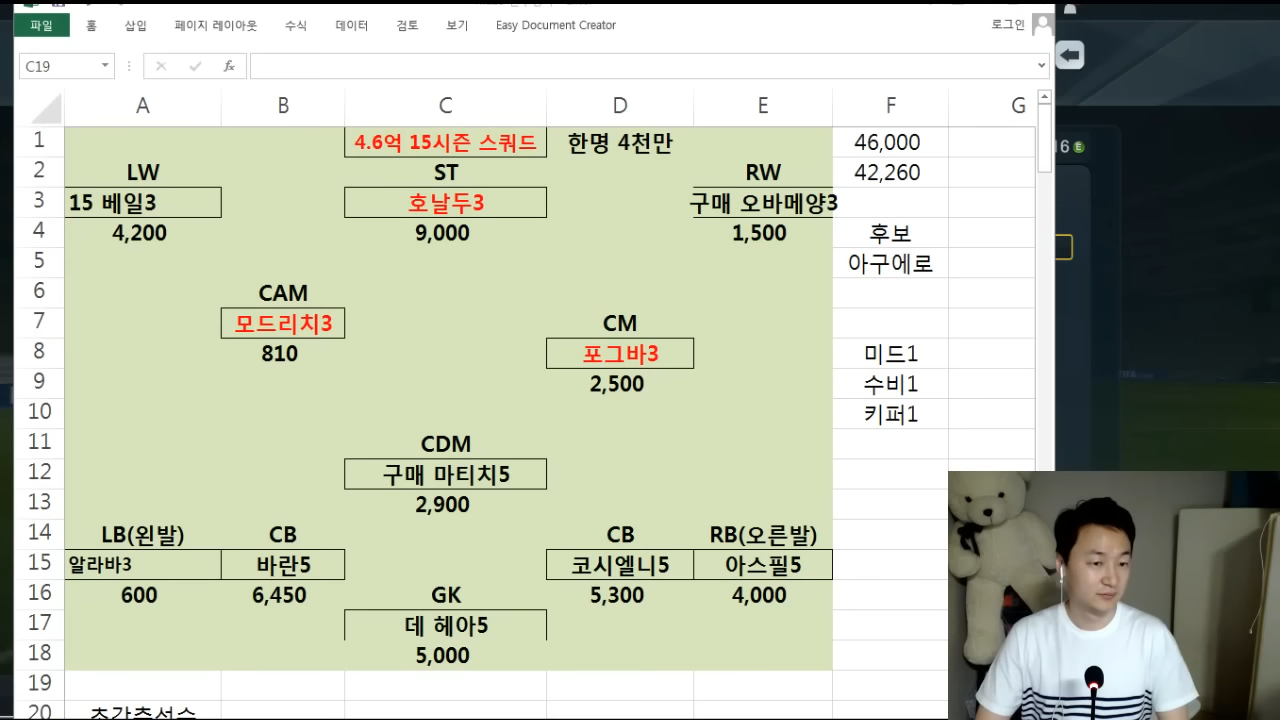 파일 홈 삽입 페이지 레이아웃 수식 데이터 검토 보기 Easy Document Creator 로그인
C19 fx
A B C D E F G
1 4.6억 15시즌 스쿼드 한명 4천만 46,000
2 LW ST RW 42,260
3 15 베일3 호날두3 구매 오바메양3
4 4,200 9,000 1,500 후보
5 아구에로
6 CAM
7 모드리치3 CM
8 810 포그바3 미드1
9 2,500 수비1
10 키퍼1
11 CDM
12 구매 마티치5
13 2,900
14 LB(왼발) CB CB RB(오른발)
15 알라바3 바란5 코시엘니5 아스필5
16 600 6,450 GK 5,300 4,000
17 데 헤아5
18 5,000
19
20
6 E